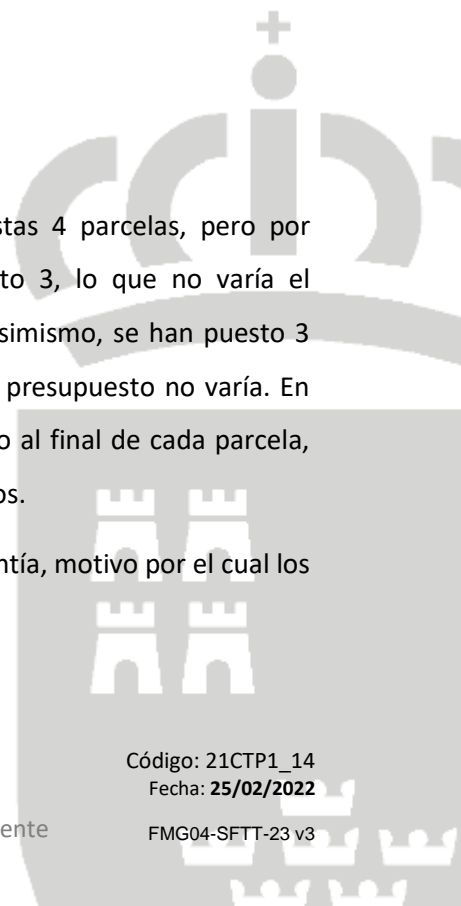 stas 4 parcelas, pero por
to 3, lo que no varía el
simismo, se han puesto 3
presupuesto no varía. En
o al final de cada parcela,
os.
ntía, motivo por el cual los
Código: 21CTP1_14
Fecha: 25/02/2022
ente
FMG04-SFTT-23 v3